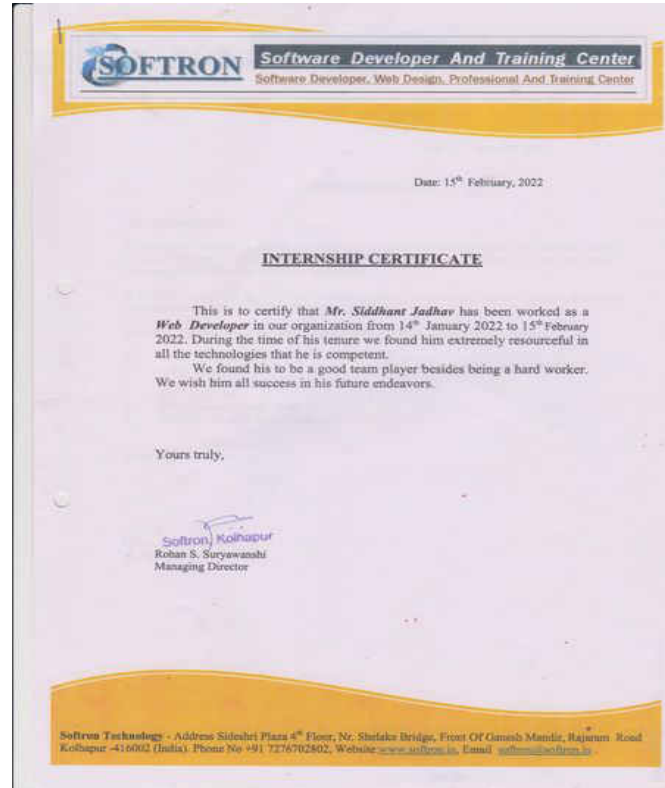 SOFTRON
Software Developer And Training Center
Software Developer, Web Design, Professional And Training Center
Date: 15th February, 2022
INTERNSHIP CERTIFICATE
This is to certify that Mr. Siddhant Jadhav has been worked as a
Web Developer in our organization from 14th January 2022 to 15th February
2022. During the time of his tenure we found him extremely resourceful in
all the technologies that he is competent.
We found his to be a good team player besides being a hard worker.
We wish him all success in his future endeavors.
Yours truly,
Softron, Kolhapur
Rohan S. Suryawanshi
Managing Director
Softron Technology - Address Sideshri Plaza 4th Floor, Nr. Shelake Bridge, Front Of Ganesh Mandir, Rajaram Road
Kolhapur -416002 (India). Phone No +91 7276702802, Website www.softron.in, Email softron@softron.in .